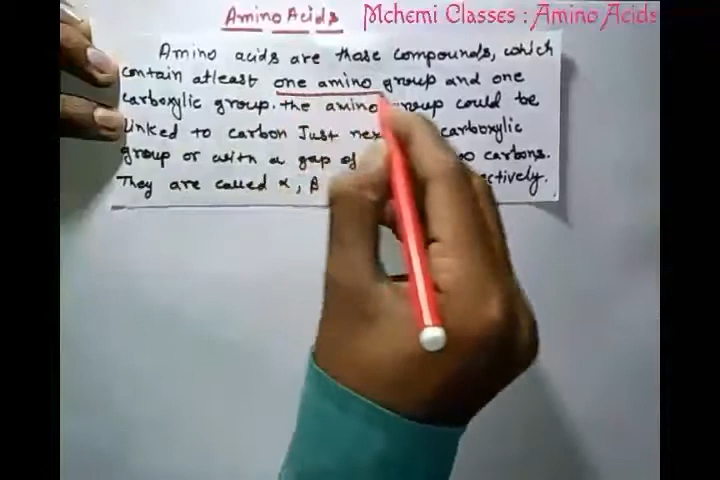 Amino Acids
Mchemi Classes : Amino Acids
Amino acids are those compounds, which
contain atleast one amino group and one
carboxylic group. The amino group could be
linked to carbon Just carboxylic
group or with a gap of carbons.
They are called α, β